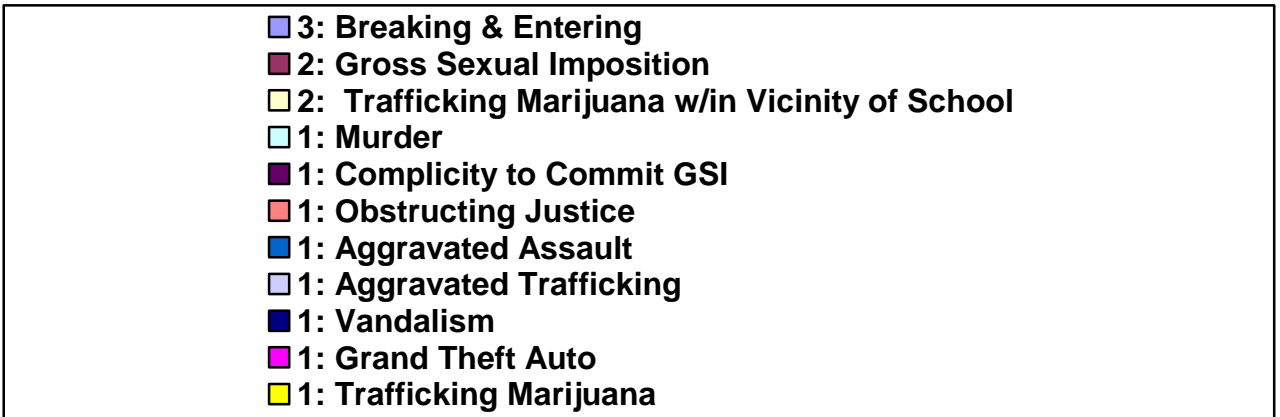 3: Breaking & Entering
2: Gross Sexual Imposition
2: Trafficking Marijuana w/in Vicinity of School
1: Murder
1: Complicity to Commit GSI
1: Obstructing Justice
1: Aggravated Assault
1: Aggravated Trafficking
1: Vandalism
1: Grand Theft Auto
1: Trafficking Marijuana